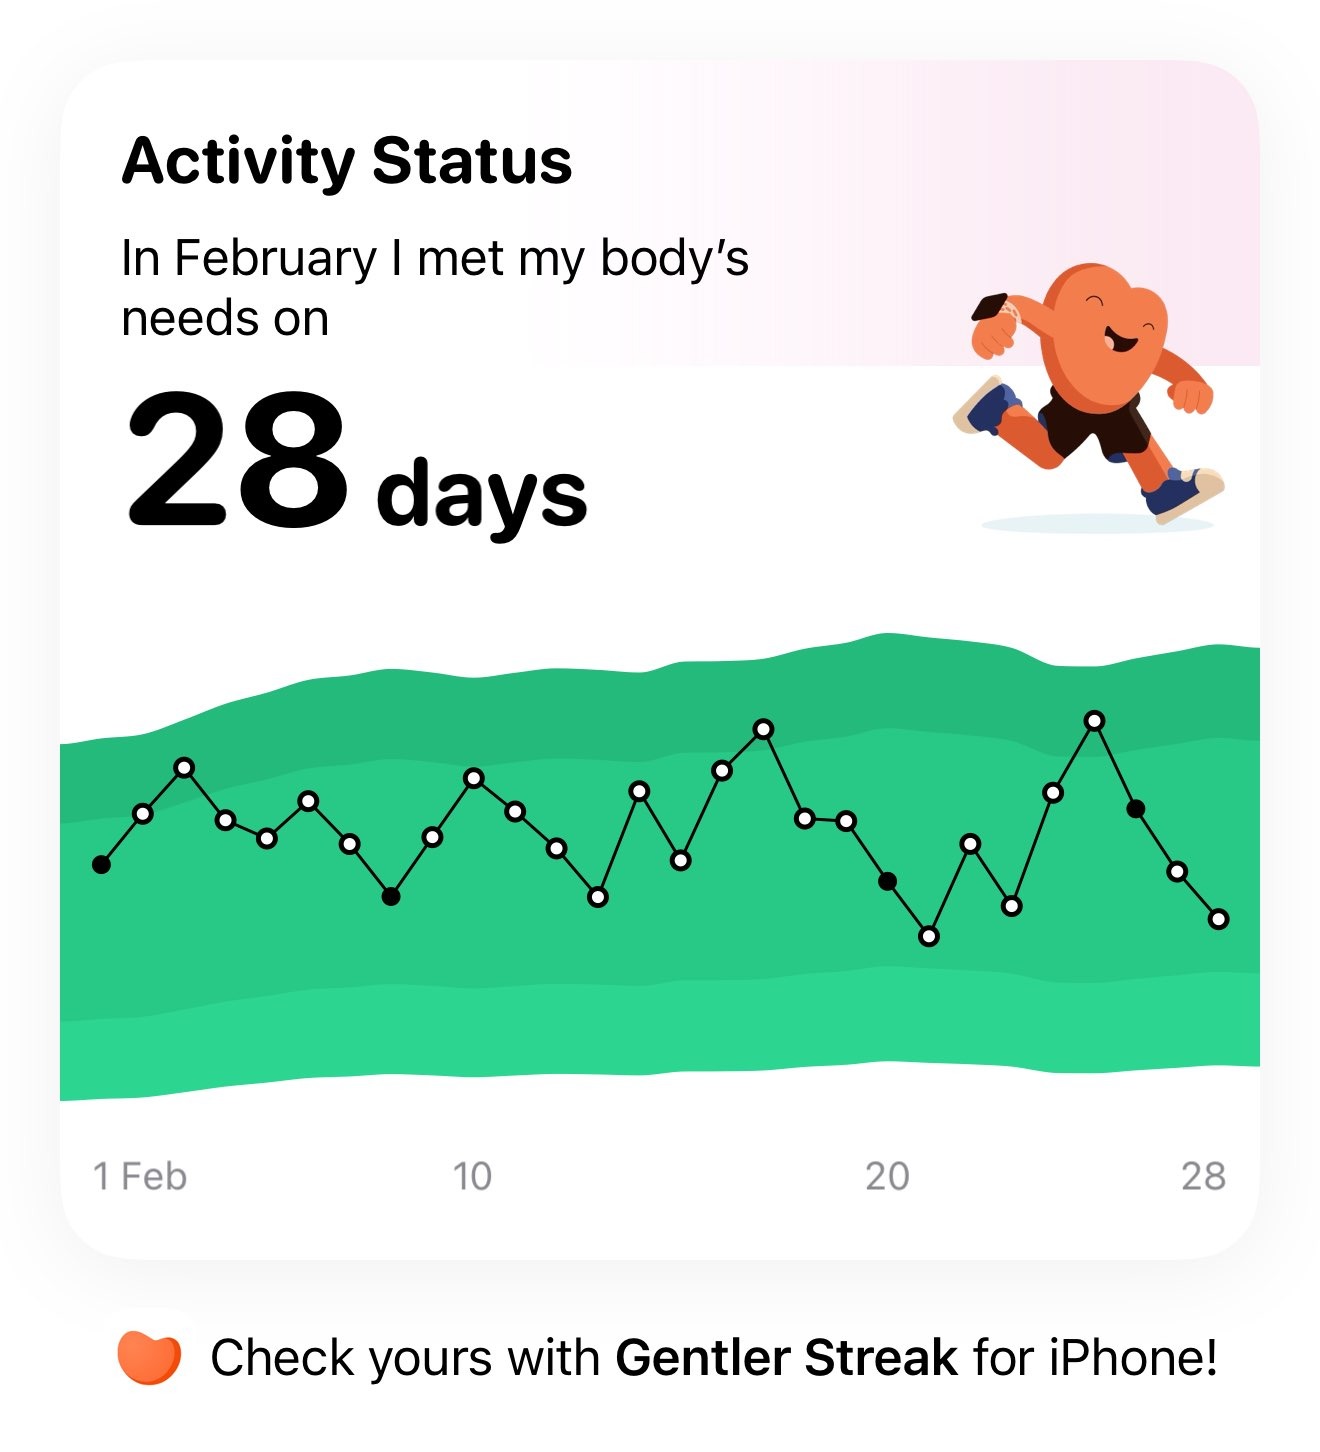 Activity Status
In February I met my body’s
needs on
28 days
1 Feb 10 20 28
Check yours with Gentler Streak for iPhone!